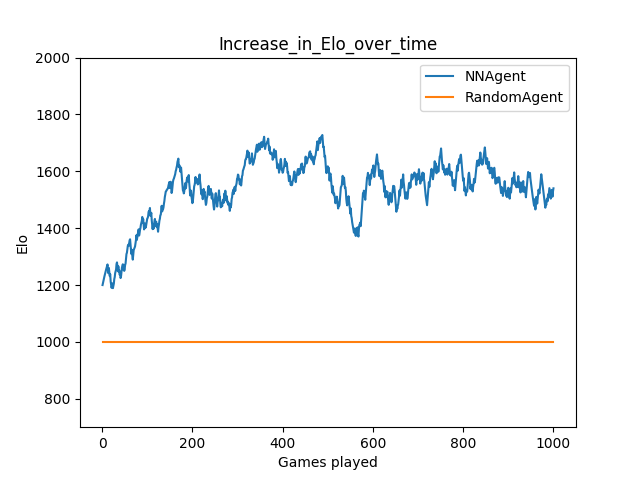 Increase_in_Elo_over_time
NNAgent
RandomAgent
2000
1800
1600
1400
1200
1000
800
Elo
0 200 400 600 800 1000
Games played